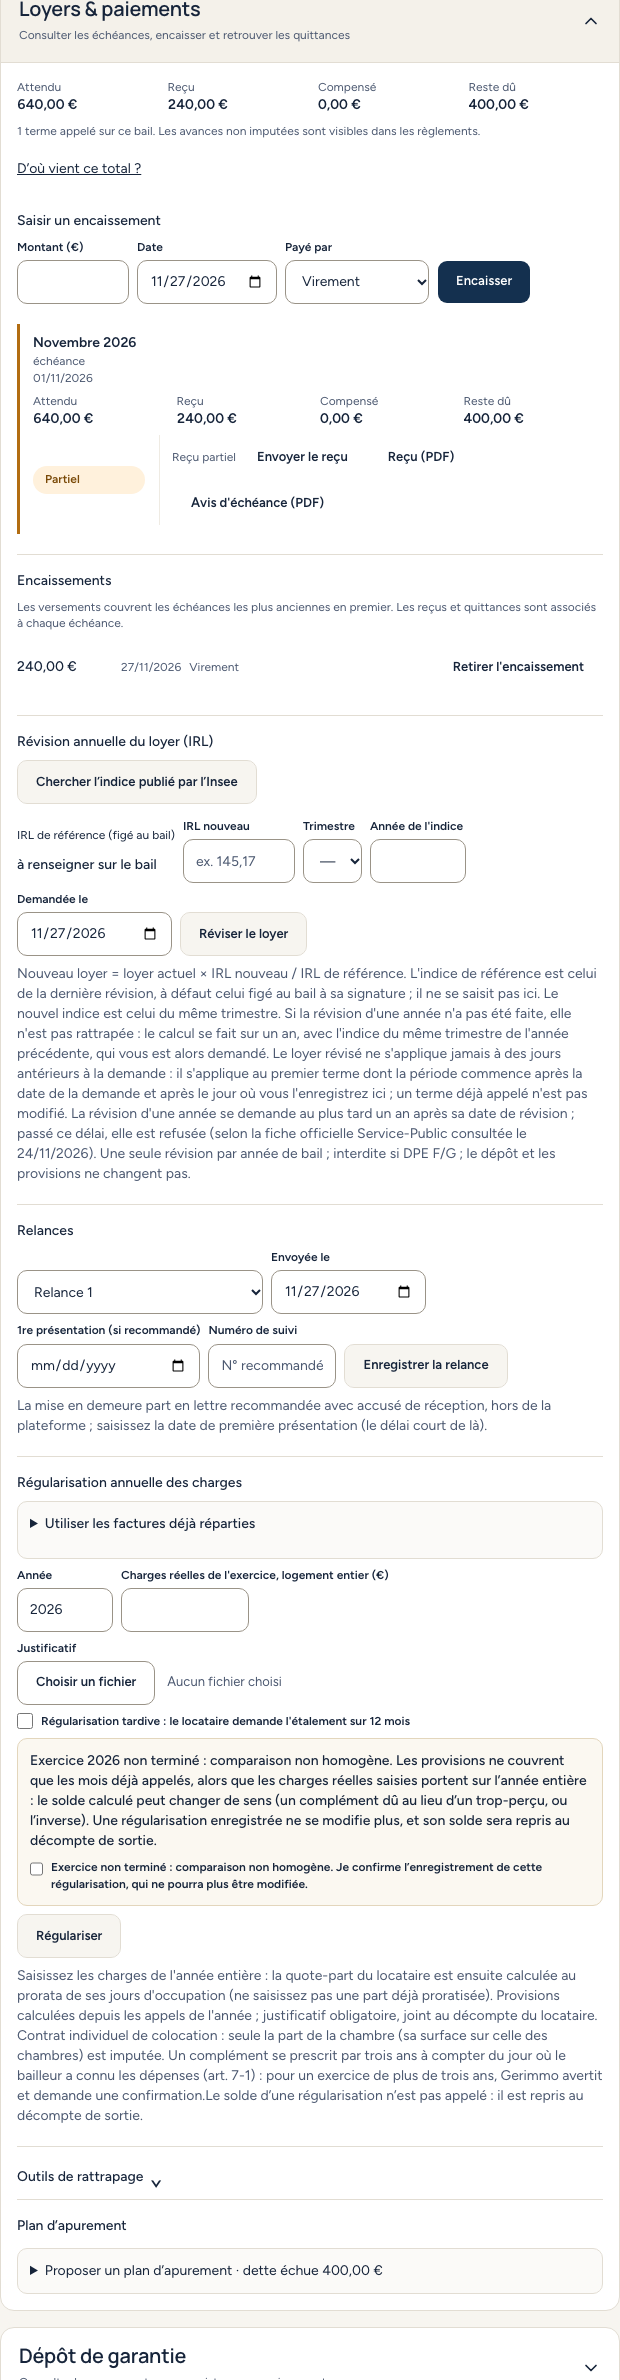 Loyers & paiements
Consulter les échéances, encaisser et retrouver les quittances
Attendu Reçu Compensé Reste dû
640,00 € 240,00 € 0,00 € 400,00 €
1 terme appelé sur ce bail. Les avances non imputées sont visibles dans les règlements.
D’où vient ce total ?
Saisir un encaissement
Montant (€) Date Payé par
11/27/2026 Virement Encaisser
Novembre 2026
échéance
01/11/2026
Attendu Reçu Compensé Reste dû
640,00 € 240,00 € 0,00 € 400,00 €
Reçu partiel Envoyer le reçu Reçu (PDF)
Partiel
Avis d'échéance (PDF)
Encaissements
Les versements couvrent les échéances les plus anciennes en premier. Les reçus et quittances sont associés
à chaque échéance.
240,00 € 27/11/2026 Virement Retirer l'encaissement
Révision annuelle du loyer (IRL)
Chercher l’indice publié par l’Insee
IRL de référence (figé au bail) IRL nouveau Trimestre Année de l'indice
à renseigner sur le bail ex. 145,17 —
Demandée le
11/27/2026 Réviser le loyer
Nouveau loyer = loyer actuel × IRL nouveau / IRL de référence. L'indice de référence est celui
de la dernière révision, à défaut celui figé au bail à sa signature ; il ne se saisit pas ici. Le
nouvel indice est celui du même trimestre. Si la révision d'une année n'a pas été faite, elle
n'est pas rattrapée : le calcul se fait sur un an, avec l'indice du même trimestre de l'année
précédente, qui vous est alors demandé. Le loyer révisé ne s'applique jamais à des jours
antérieurs à la demande : il s'applique au premier terme dont la période commence après la
date de la demande et après le jour où vous l'enregistrez ici ; un terme déjà appelé n'est pas
modifié. La révision d'une année se demande au plus tard un an après sa date de révision ;
passé ce délai, elle est refusée (selon la fiche officielle Service-Public consultée le
24/11/2026). Une seule révision par année de bail ; interdite si DPE F/G ; le dépôt et les
provisions ne changent pas.
Relances
Envoyée le
Relance 1 11/27/2026
1re présentation (si recommandé) Numéro de suivi
mm/dd/yyyy N° recommandé Enregistrer la relance
La mise en demeure part en lettre recommandée avec accusé de réception, hors de la
plateforme ; saisissez la date de première présentation (le délai court de là).
Régularisation annuelle des charges
Utiliser les factures déjà réparties
Année Charges réelles de l'exercice, logement entier (€)
2026
Justificatif
Choisir un fichier Aucun fichier choisi
Régularisation tardive : le locataire demande l'étalement sur 12 mois
Exercice 2026 non terminé : comparaison non homogène. Les provisions ne couvrent
que les mois déjà appelés, alors que les charges réelles saisies portent sur l’année entière
: le solde calculé peut changer de sens (un complément dû au lieu d’un trop-perçu, ou
l’inverse). Une régularisation enregistrée ne se modifie plus, et son solde sera repris au
décompte de sortie.
Exercice non terminé : comparaison non homogène. Je confirme l’enregistrement de cette
régularisation, qui ne pourra plus être modifiée.
Régulariser
Saisissez les charges de l'année entière : la quote-part du locataire est ensuite calculée au
prorata de ses jours d'occupation (ne saisissez pas une part déjà proratisée). Provisions
calculées depuis les appels de l'année ; justificatif obligatoire, joint au décompte du locataire.
Contrat individuel de colocation : seule la part de la chambre (sa surface sur celle des
chambres) est imputée. Un complément se prescrit par trois ans à compter du jour où le
bailleur a connu les dépenses (art. 7-1) : pour un exercice de plus de trois ans, Gerimmo avertit
et demande une confirmation.Le solde d’une régularisation n’est pas appelé : il est repris au
décompte de sortie.
Outils de rattrapage
Plan d’apurement
Proposer un plan d’apurement · dette échue 400,00 €
Dépôt de garantie